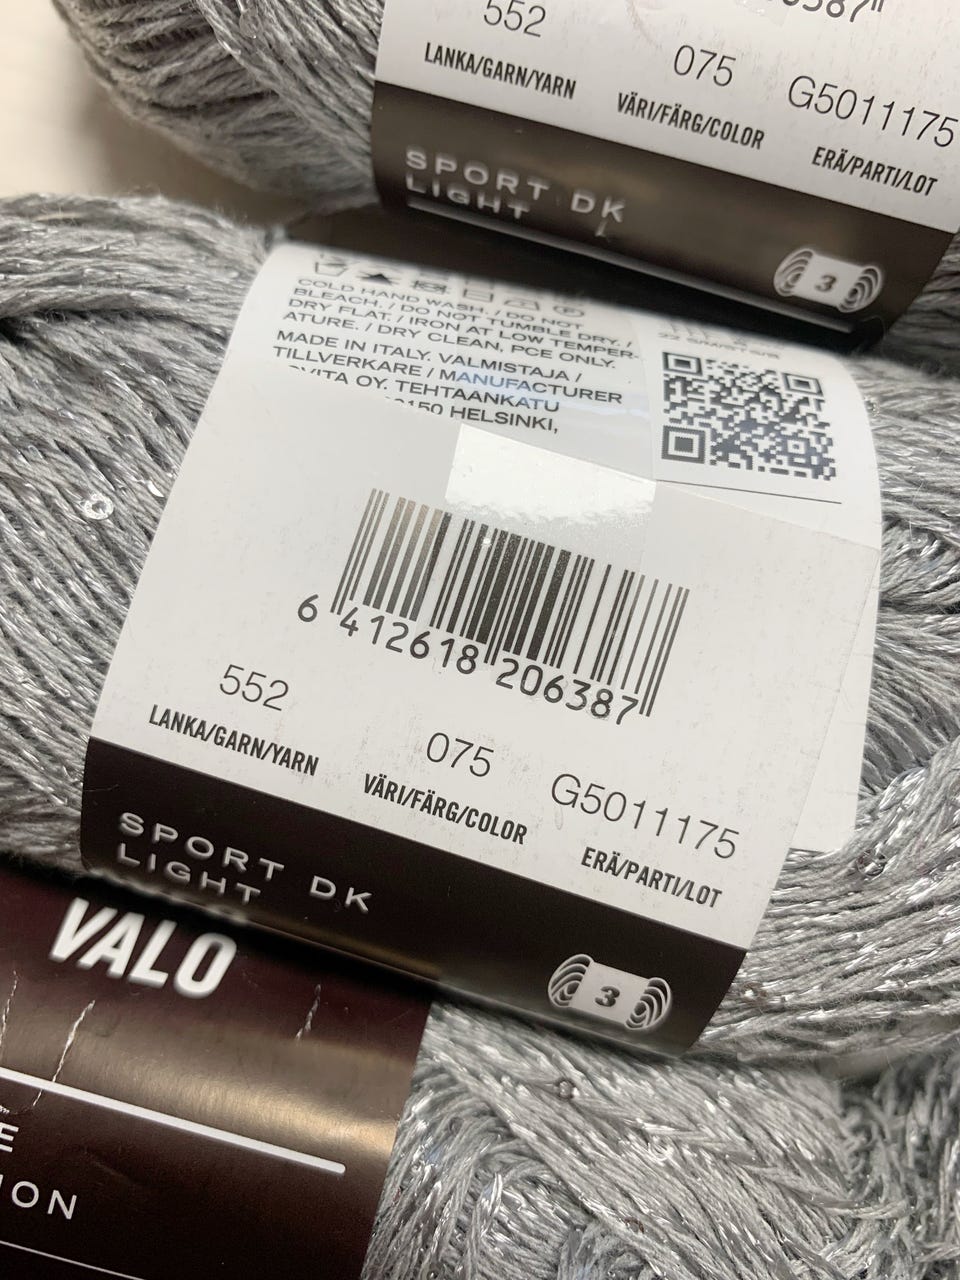 552
LANKA/GARN/YARN
075
VÄRI/FÄRG/COLOR
G5011175
ERÄ/PARTI/LOT
SPORT DK
LIGHT
3
COLD HAND WASH. / DO NOT
BLEACH. / DO NOT TUMBLE DRY. /
DRY FLAT. / IRON AT LOW TEMPER-
ATURE. / DRY CLEAN, PCE ONLY.
MADE IN ITALY. VALMISTAJA /
TILLVERKARE / MANUFACTURER
OY. TEHTAANKATU
HELSINKI,
6 412618 206387
552
LANKA/GARN/YARN
075
VÄRI/FÄRG/COLOR
G5011175
ERÄ/PARTI/LOT
SPORT DK
LIGHT
3
VALO